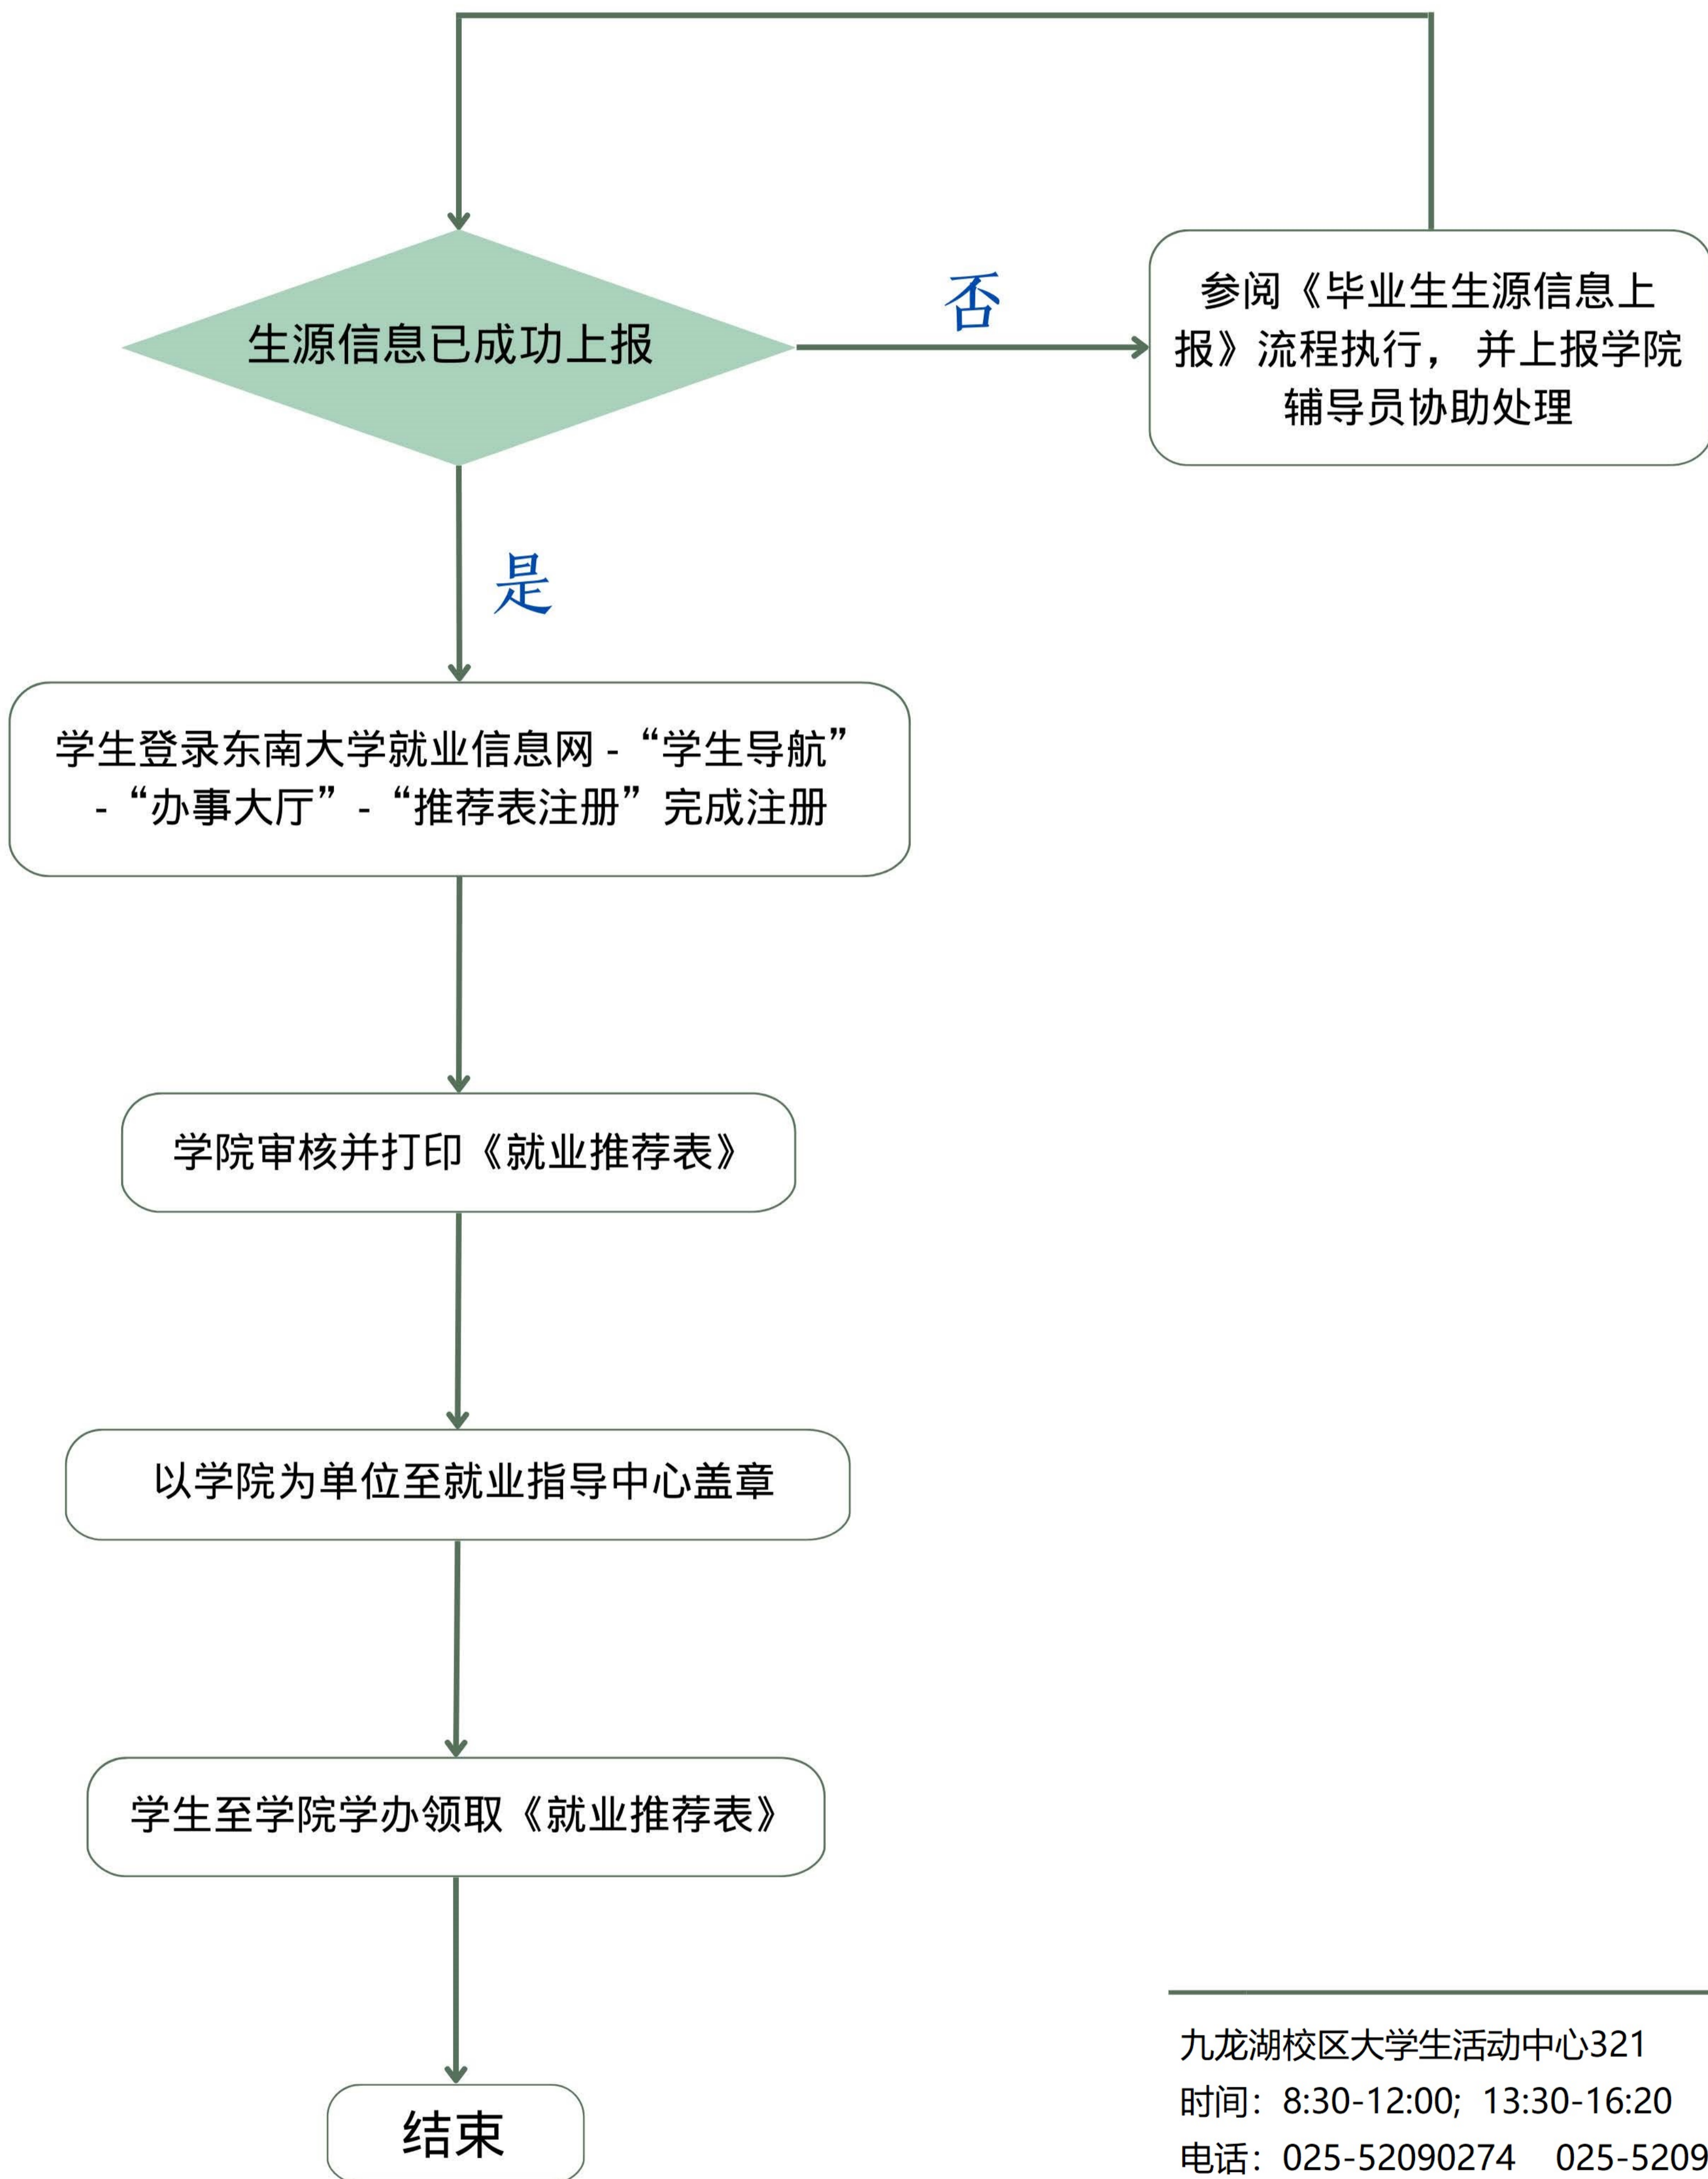 生源信息已成功上报
否
参阅《毕业生生源信息上
报》流程执行，并上报学院
辅导员协助处理
是
学生登录东南大学就业信息网 -“学生导航”
-“办事大厅” -“推荐表注册”完成注册
学院审核并打印《就业推荐表》
以学院为单位至就业指导中心盖章
学生至学院学办领取《就业推荐表》
结束
九龙湖校区大学生活动中心321
时间：8:30-12:00；13:30-16:20
电话：025-52090274 025-5209